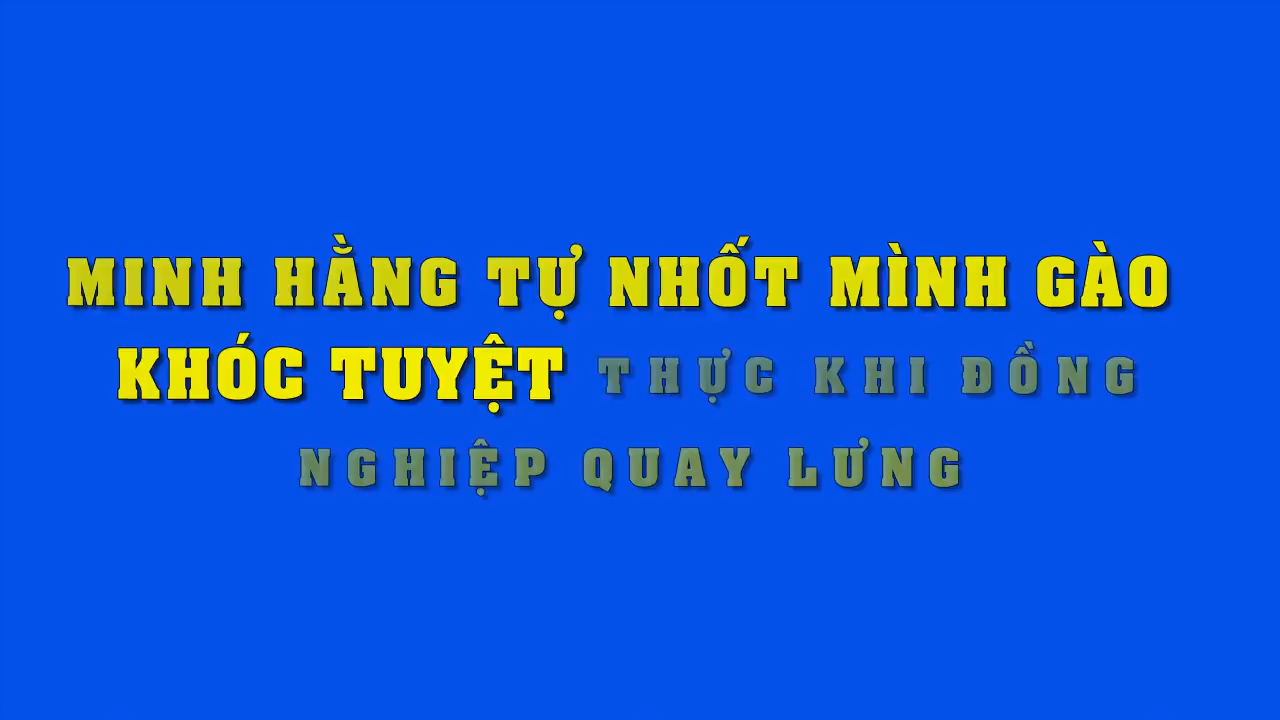 MINH HẰNG TỰ NHỐT MÌNH GÀO
KHÓC TUYỆT THỰC KHI ĐỒNG
NGHIỆP QUAY LƯNG